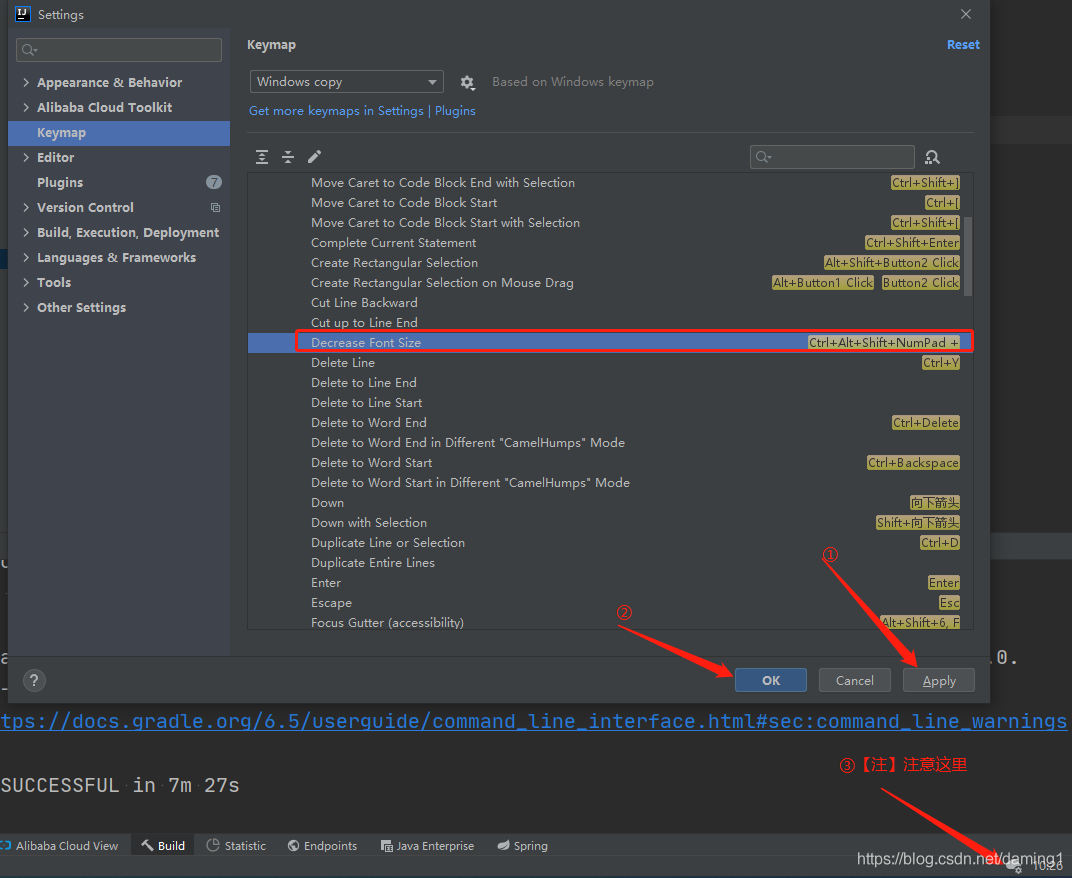 Settings
Keymap
Reset
Appearance & Behavior
Alibaba Cloud Toolkit
Keymap
Editor
Plugins 7
Version Control
Build, Execution, Deployment
Languages & Frameworks
Tools
Other Settings
Windows copy
Based on Windows keymap
Get more keymaps in Settings | Plugins
Move Caret to Code Block End with Selection Ctrl+Shift+]
Move Caret to Code Block Start Ctrl+[
Move Caret to Code Block Start with Selection Ctrl+Shift+[
Complete Current Statement Ctrl+Shift+Enter
Create Rectangular Selection Alt+Shift+Button2 Click
Create Rectangular Selection on Mouse Drag Alt+Button1 Click Button2 Click
Cut Line Backward
Cut up to Line End
Decrease Font Size Ctrl+Alt+Shift+NumPad +
Delete Line Ctrl+Y
Delete to Line End
Delete to Line Start
Delete to Word End Ctrl+Delete
Delete to Word End in Different "CamelHumps" Mode
Delete to Word Start Ctrl+Backspace
Delete to Word Start in Different "CamelHumps" Mode
Down 向下箭头
Down with Selection Shift+向下箭头
Duplicate Line or Selection Ctrl+D
Duplicate Entire Lines
Enter Enter
Escape Esc
Focus Gutter (accessibility) Alt+Shift+6, F
①
②
? OK Cancel Apply
.0.
tps://docs.gradle.org/6.5/userguide/command_line_interface.html#sec:command_line_warnings
③【注】注意这里
SUCCESSFUL in 7m 27s
Alibaba Cloud View Build Statistic Endpoints Java Enterprise Spring
https://blog.csdn.net/daming1
10:26